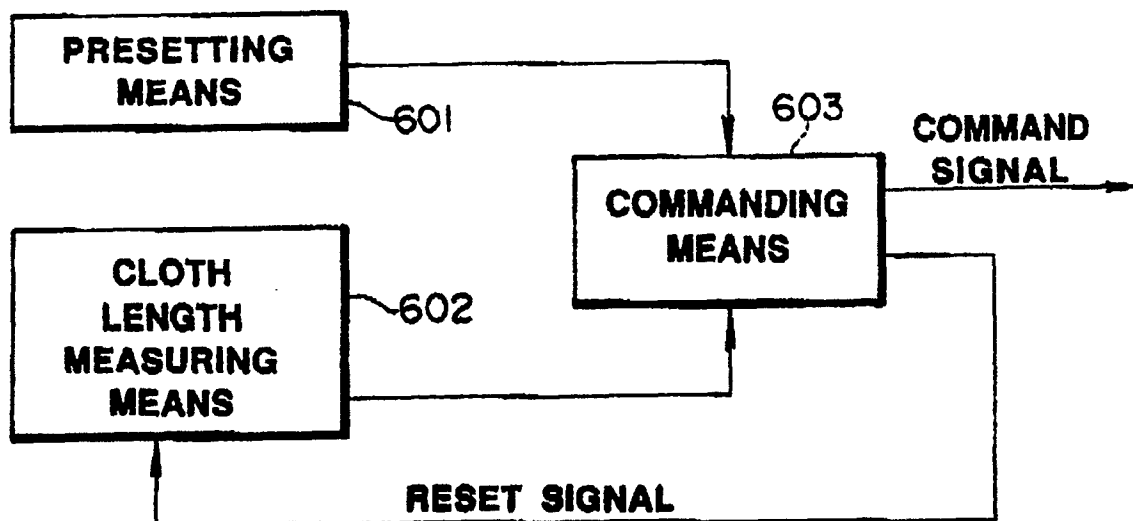 PRESETTING
MEANS
601
603
COMMAND
SIGNAL
COMMANDING
MEANS
CLOTH
LENGTH
MEASURING
MEANS
602
RESET SIGNAL